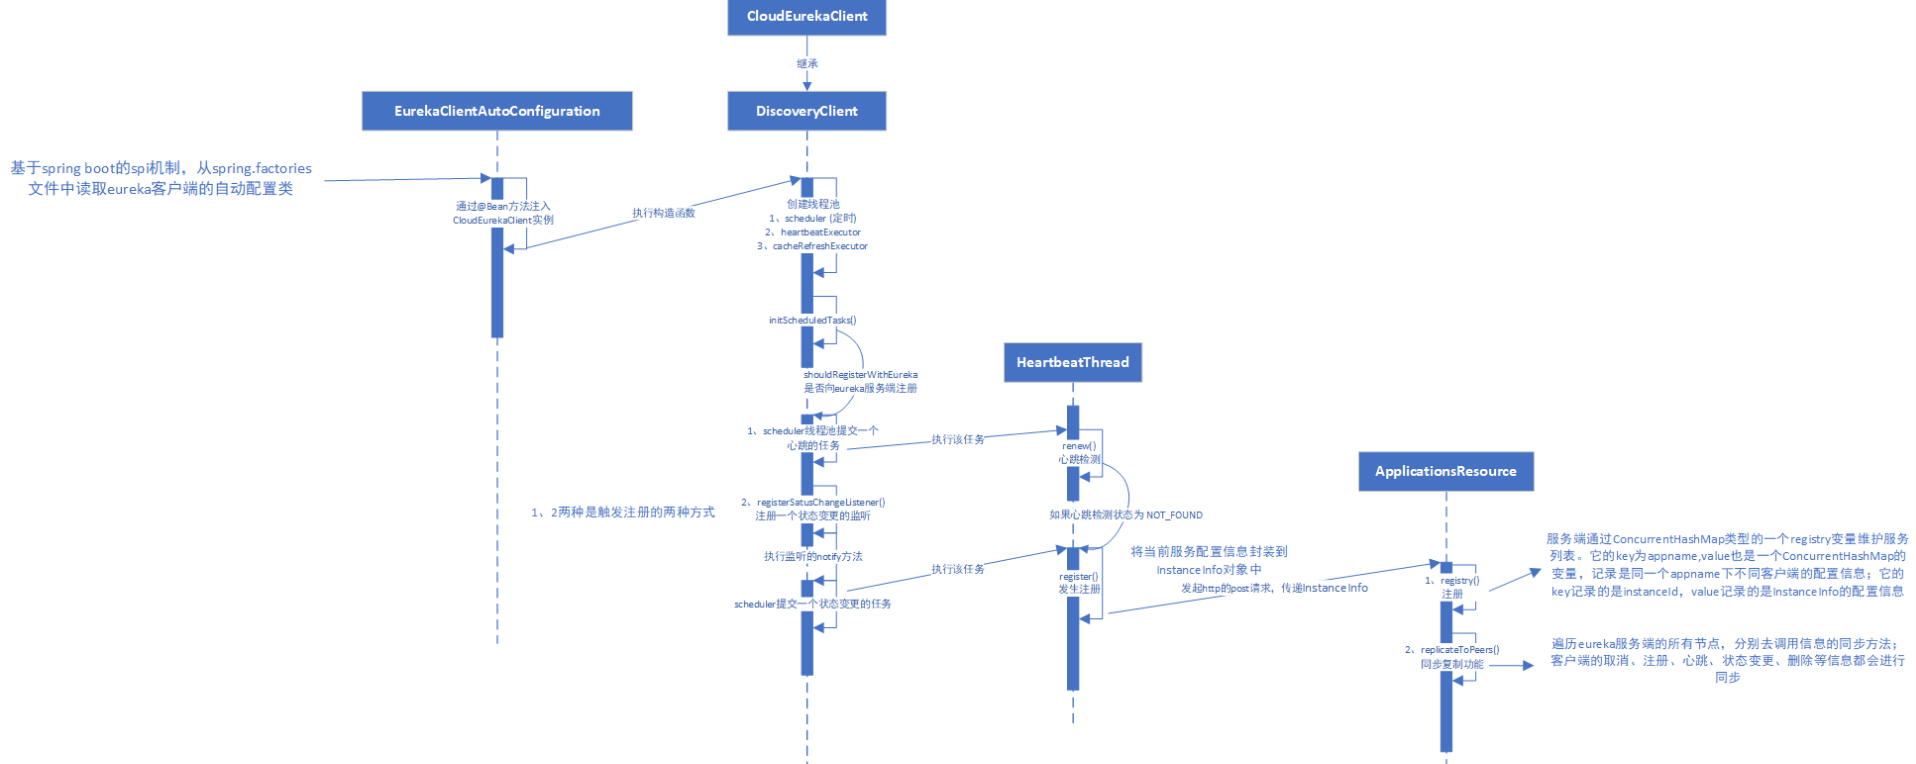 CloudEurekaClient
继承
EurekaClientAutoConfiguration
DiscoveryClient
基于spring boot的spi机制，从spring.factories
文件中读取eureka客户端的自动配置类
通过@Bean方法注入
CloudEurekaClient实例
执行构造函数
创建线程池
1、scheduler (定时)
2、heartbeatExecutor
3、cacheRefreshExecutor
initScheduledTasks()
shouldRegisterWithEureka
是否向eureka服务端注册
HeartbeatThread
1、scheduler线程池提交一个
心跳的任务
执行该任务
renew()
心跳检测
ApplicationsResource
2、registerSatusChangeListener()
注册一个状态变更的监听
1、2两种是触发注册的两种方式
如果心跳检测状态为 NOT_FOUND
执行监听的notify方法
执行该任务
scheduler提交一个状态变更的任务
register()
发生注册
将当前服务配置信息封装到
InstanceInfo对象中
发起http的post请求，传递InstanceInfo
1、registry()
注册
服务端通过ConcurrentHashMap类型的一个registry变量维护服务
列表。它的key为appname,value也是一个ConcurrentHashMap的
变量，记录是同一个appname下不同客户端的配置信息；它的
key记录的是instanceId，value记录的是InstanceInfo的配置信息
2、replicateToPeers()
同步复制功能
遍历eureka服务端的所有节点，分别去调用信息的同步方法；
客户端的取消、注册、心跳、状态变更、删除等信息都会进行
同步